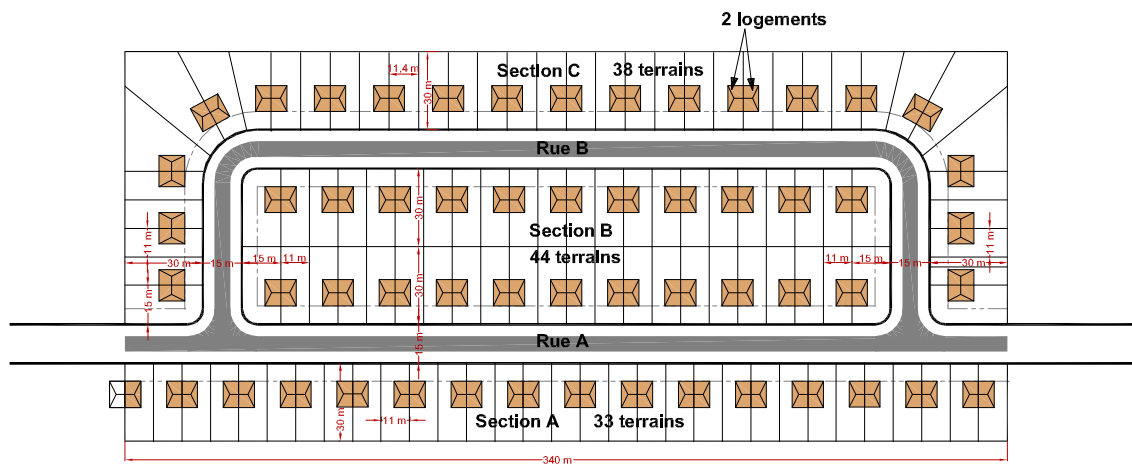 2 logements
Section C 38 terrains
11,4 m
30 m
Rue B
30 m
Section B
44 terrains
11 m
30 m
15 m
15 m
11 m
11 m
15 m
15 m
30 m
11 m
30 m
15 m
15 m
Rue A
30 m
11 m
Section A 33 terrains
340 m